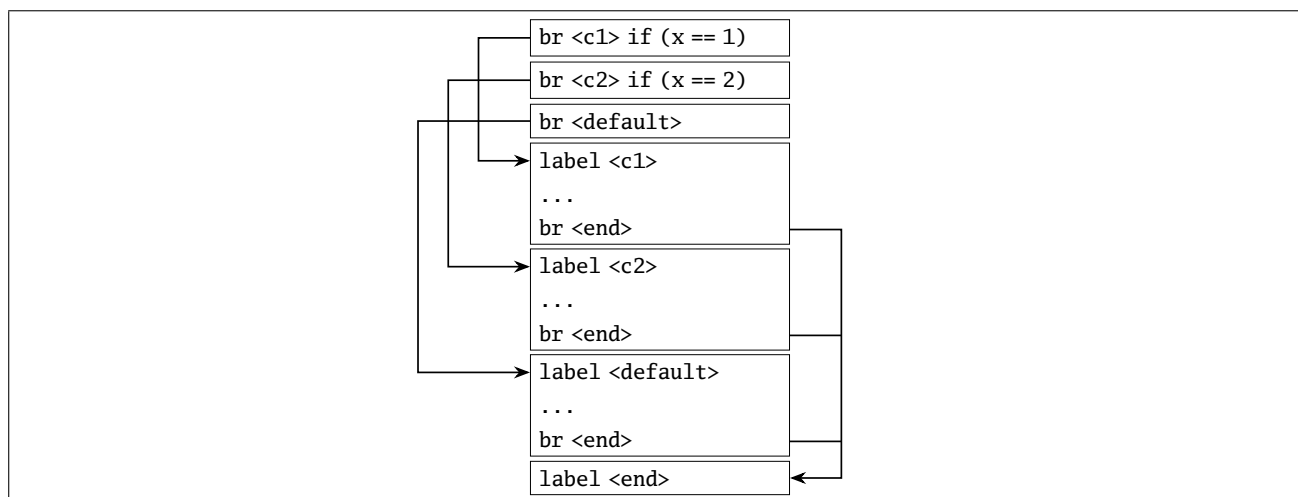 br <c1> if (x == 1)
br <c2> if (x == 2)
br <default>
label <c1>
...
br <end>
label <c2>
...
br <end>
label <default>
...
br <end>
label <end>